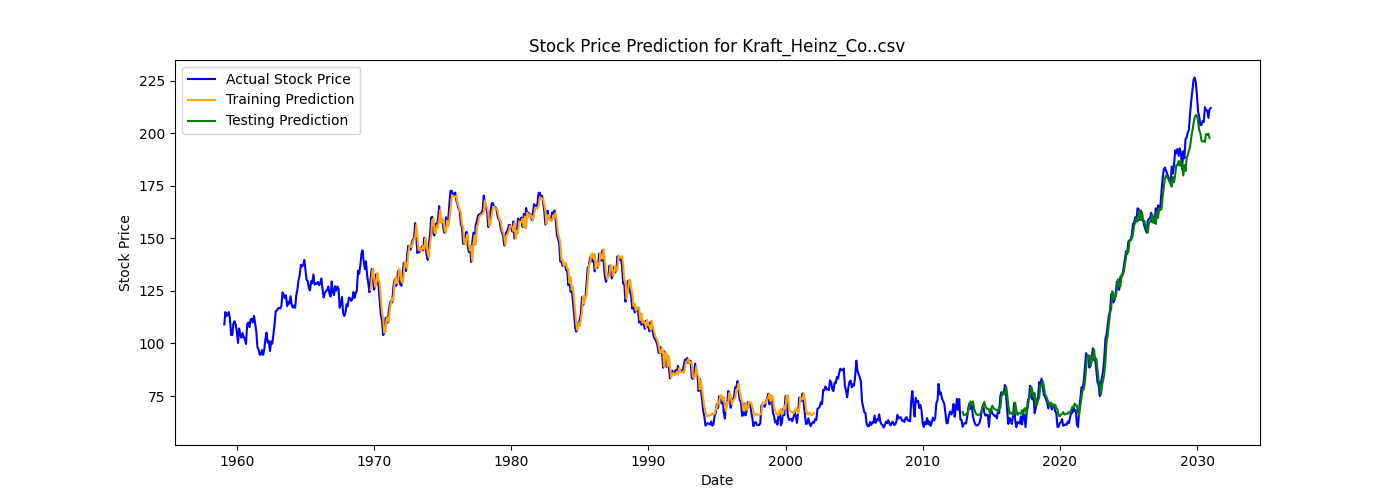 Stock Price Prediction for Kraft_Heinz_Co..csv
Actual Stock Price
Training Prediction
Testing Prediction
Stock Price
225
200
175
150
125
100
75
1960
1970
1980
1990
2000
2010
2020
2030
Date